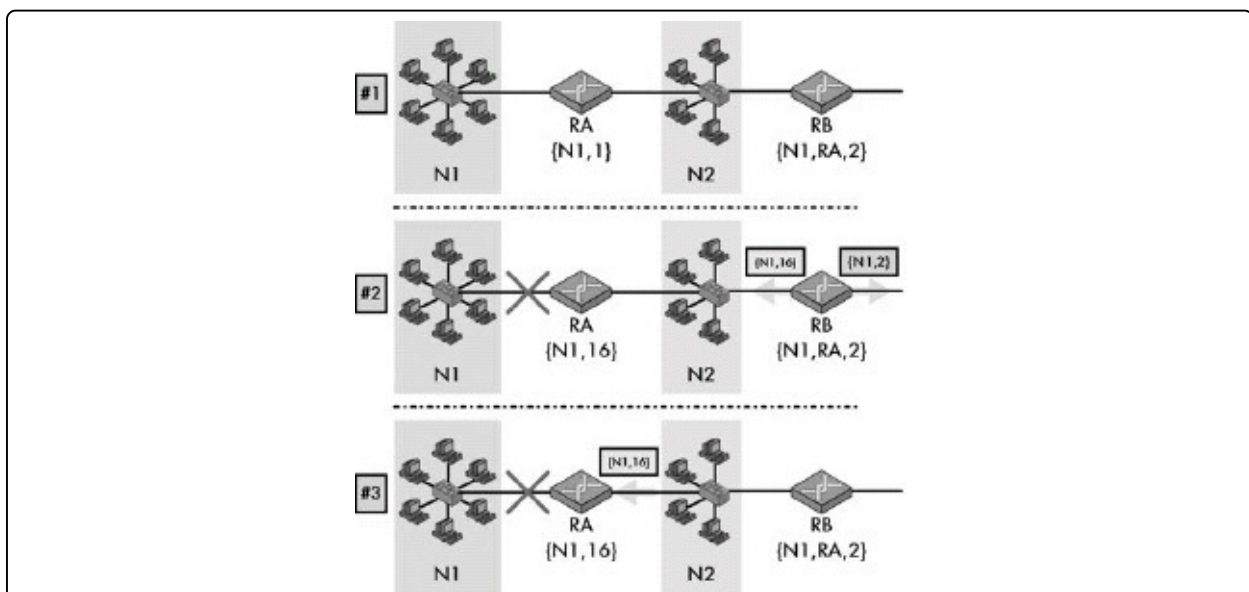 #1
RA
{N1,1}
RB
{N1,RA,2}
N1
N2
#2
{N1,16}
{N1,2}
RA
{N1,16}
RB
{N1,RA,2}
N1
N2
#3
{N1,16}
RA
{N1,16}
RB
{N1,RA,2}
N1
N2